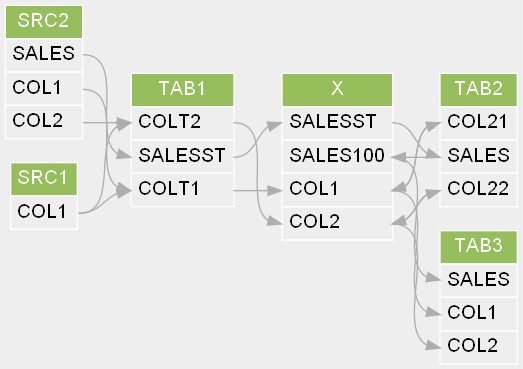 SRC2
SALES
COL1
COL2
SRC1
COL1
TAB1
COLT2
SALESST
COLT1
X
SALESST
SALES100
COL1
COL2
TAB2
COL21
SALES
COL22
TAB3
SALES
COL1
COL2